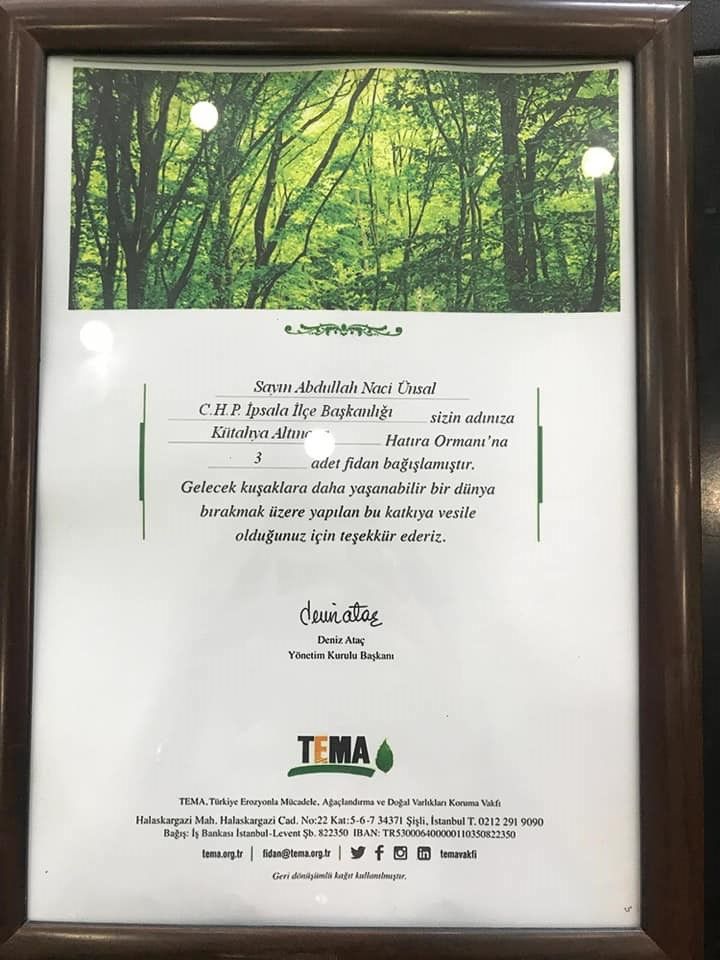 Sayın Abdullah Naci Ünsal
C.H.P. İpsala İlçe Başkanlığı sizin adınıza
Kütahya Hatıra Ormanı'na
3 adet fidan bağışlamıştır.
Gelecek kuşaklara daha yaşanabilir bir dünya
bırakmak üzere yapılan bu katkıya vesile
olduğunuz için teşekkür ederiz.
deniz ataç
Deniz Ataç
Yönetim Kurulu Başkanı
TEMA
TEMA, Türkiye Erozyonla Mücadele, Ağaçlandırma ve Doğal Varlıkları Koruma Vakfı
Halaskargazi Mah. Halaskargazi Cad. No:22 Kat:5-6-7 34371 Şişli, İstanbul T. 0212 291 9090
Bağış: İş Bankası İstanbul-Levent Şb. 822350 IBAN: TR530006400000110350822350
tema.org.tr | fidan@tema.org.tr | temavakfi
Geri dönüşümlü kağıt kullanılmıştır.